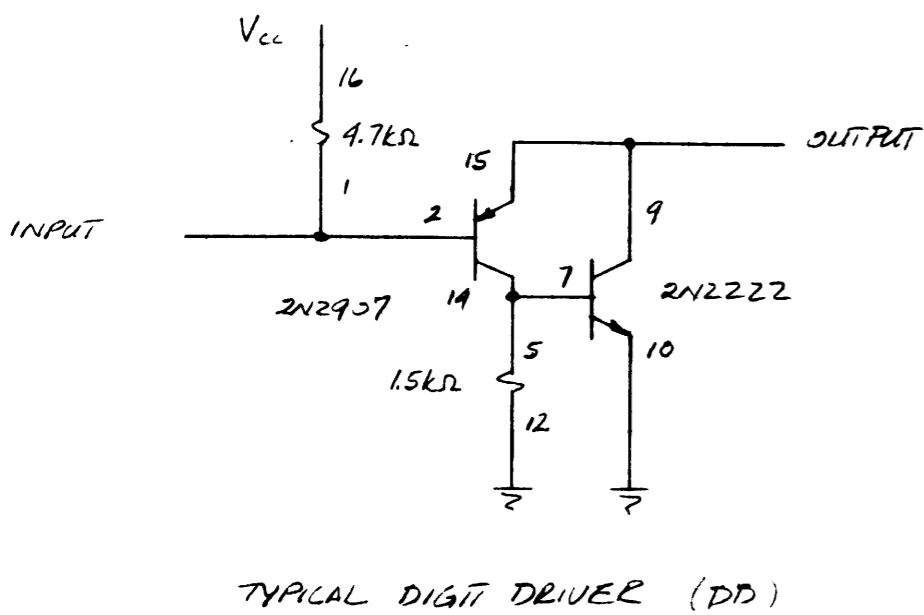 Vcc
16
4.7kΩ
1
INPUT
2
15
OUTPUT
9
7
2N2222
2N2907
14
5
10
1.5kΩ
12
TYPICAL DIGIT DRIVER (DD)